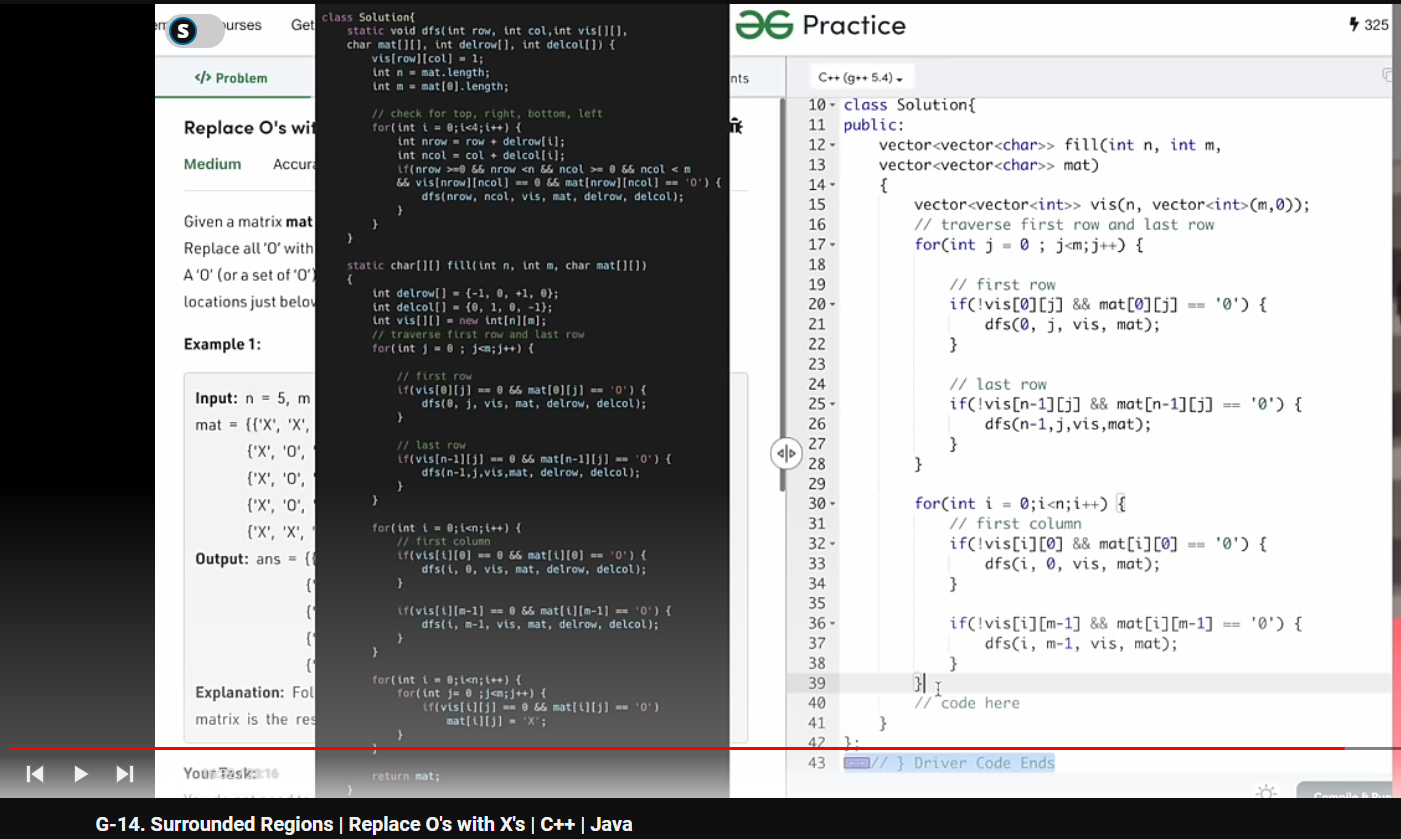 S
urses
Get
Practice
325
</> Problem
nts
C++ (g++ 5.4)
Replace O's wit
Medium
Accura
Given a matrix mat
Replace all 'O' with
A 'O' (or a set of 'O')
locations just below
Example 1:
Input: n = 5, m
mat = {{'X', 'X',
{'X', 'O', '
{'X', 'O', '
{'X', 'O', '
{'X', 'X', '
Output: ans = {{
{'
{'
{'
{'
Explanation: Fol
matrix is the res
Your Task:
class Solution{
static void dfs(int row, int col,int vis[][],
char mat[][], int delrow[], int delcol[]) {
vis[row][col] = 1;
int n = mat.length;
int m = mat[0].length;
// check for top, right, bottom, left
for(int i = 0;i<4;i++) {
int nrow = row + delrow[i];
int ncol = col + delcol[i];
if(nrow >=0 && nrow <n && ncol >= 0 && ncol < m
&& vis[nrow][ncol] == 0 && mat[nrow][ncol] == 'O') {
dfs(nrow, ncol, vis, mat, delrow, delcol);
}
}
}
static char[][] fill(int n, int m, char mat[][])
{
int delrow[] = {-1, 0, +1, 0};
int delcol[] = {0, 1, 0, -1};
int vis[][] = new int[n][m];
// traverse first row and last row
for(int j = 0 ; j<m;j++) {
// first row
if(vis[0][j] == 0 && mat[0][j] == 'O') {
dfs(0, j, vis, mat, delrow, delcol);
}
// last row
if(vis[n-1][j] == 0 && mat[n-1][j] == 'O') {
dfs(n-1,j,vis,mat, delrow, delcol);
}
}
for(int i = 0;i<n;i++) {
// first column
if(vis[i][0] == 0 && mat[i][0] == 'O') {
dfs(i, 0, vis, mat, delrow, delcol);
}
if(vis[i][m-1] == 0 && mat[i][m-1] == 'O') {
dfs(i, m-1, vis, mat, delrow, delcol);
}
}
for(int i = 0;i<n;i++) {
for(int j= 0 ;j<m;j++) {
if(vis[i][j] == 0 && mat[i][j] == 'O')
mat[i][j] = 'X';
}
}
return mat;
}
10 class Solution{
11 public:
12 vector<vector<char>> fill(int n, int m,
13 vector<vector<char>> mat)
14 {
15 vector<vector<int>> vis(n, vector<int>(m,0));
16 // traverse first row and last row
17 for(int j = 0 ; j<m;j++) {
18
19 // first row
20 if(!vis[0][j] && mat[0][j] == 'O') {
21 dfs(0, j, vis, mat);
22 }
23
24 // last row
25 if(!vis[n-1][j] && mat[n-1][j] == 'O') {
26 dfs(n-1,j,vis,mat);
27 }
28 }
29
30 for(int i = 0;i<n;i++) {
31 // first column
32 if(!vis[i][0] && mat[i][0] == 'O') {
33 dfs(i, 0, vis, mat);
34 }
35
36 if(!vis[i][m-1] && mat[i][m-1] == 'O') {
37 dfs(i, m-1, vis, mat);
38 }
39 }
40 // code here
41 }
42 };
43 // } Driver Code Ends
Compile & Run
G-14. Surrounded Regions | Replace O's with X's | C++ | Java